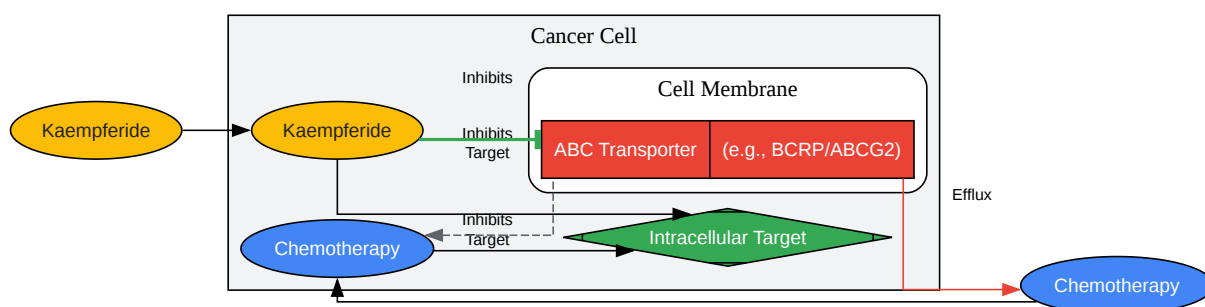 Cancer Cell
Inhibits
Cell Membrane
Kaempferide
Kaempferide
Inhibits
Target
ABC Transporter
(e.g., BCRP/ABCG2)
Efflux
Inhibits
Target
Chemotherapy
Intracellular Target
Chemotherapy